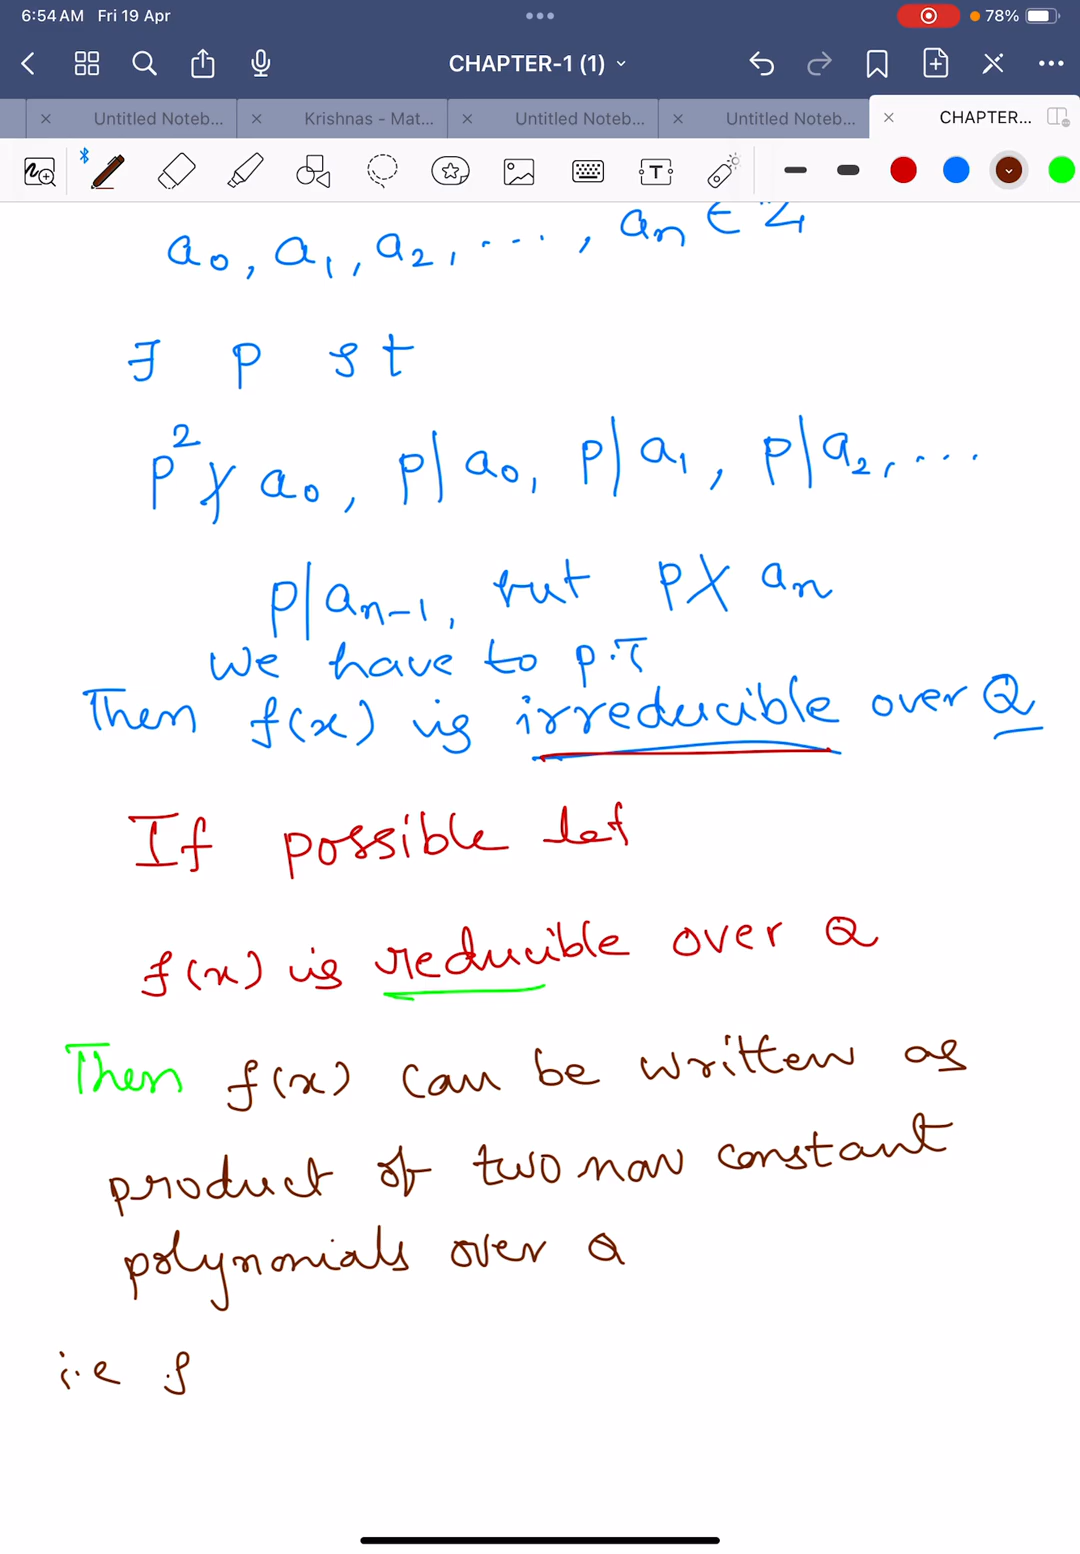 6:54 AM Fri 19 Apr
78%
CHAPTER-1 (1)
Untitled Noteb...
Krishnas - Mat...
Untitled Noteb...
Untitled Noteb...
CHAPTER...
a₀, a₁, a₂, ..., aₙ ∈ Z
∃ p st
p² ∤ a₀, p | a₀, p | a₁, p | a₂, ...
p | aₙ₋₁, but p ∤ aₙ
We have to p.T
Then f(x) is irreducible over Q
If possible let
f(x) is reducible over Q
Then f(x) can be written as
product of two non constant
polynomials over Q
i.e f